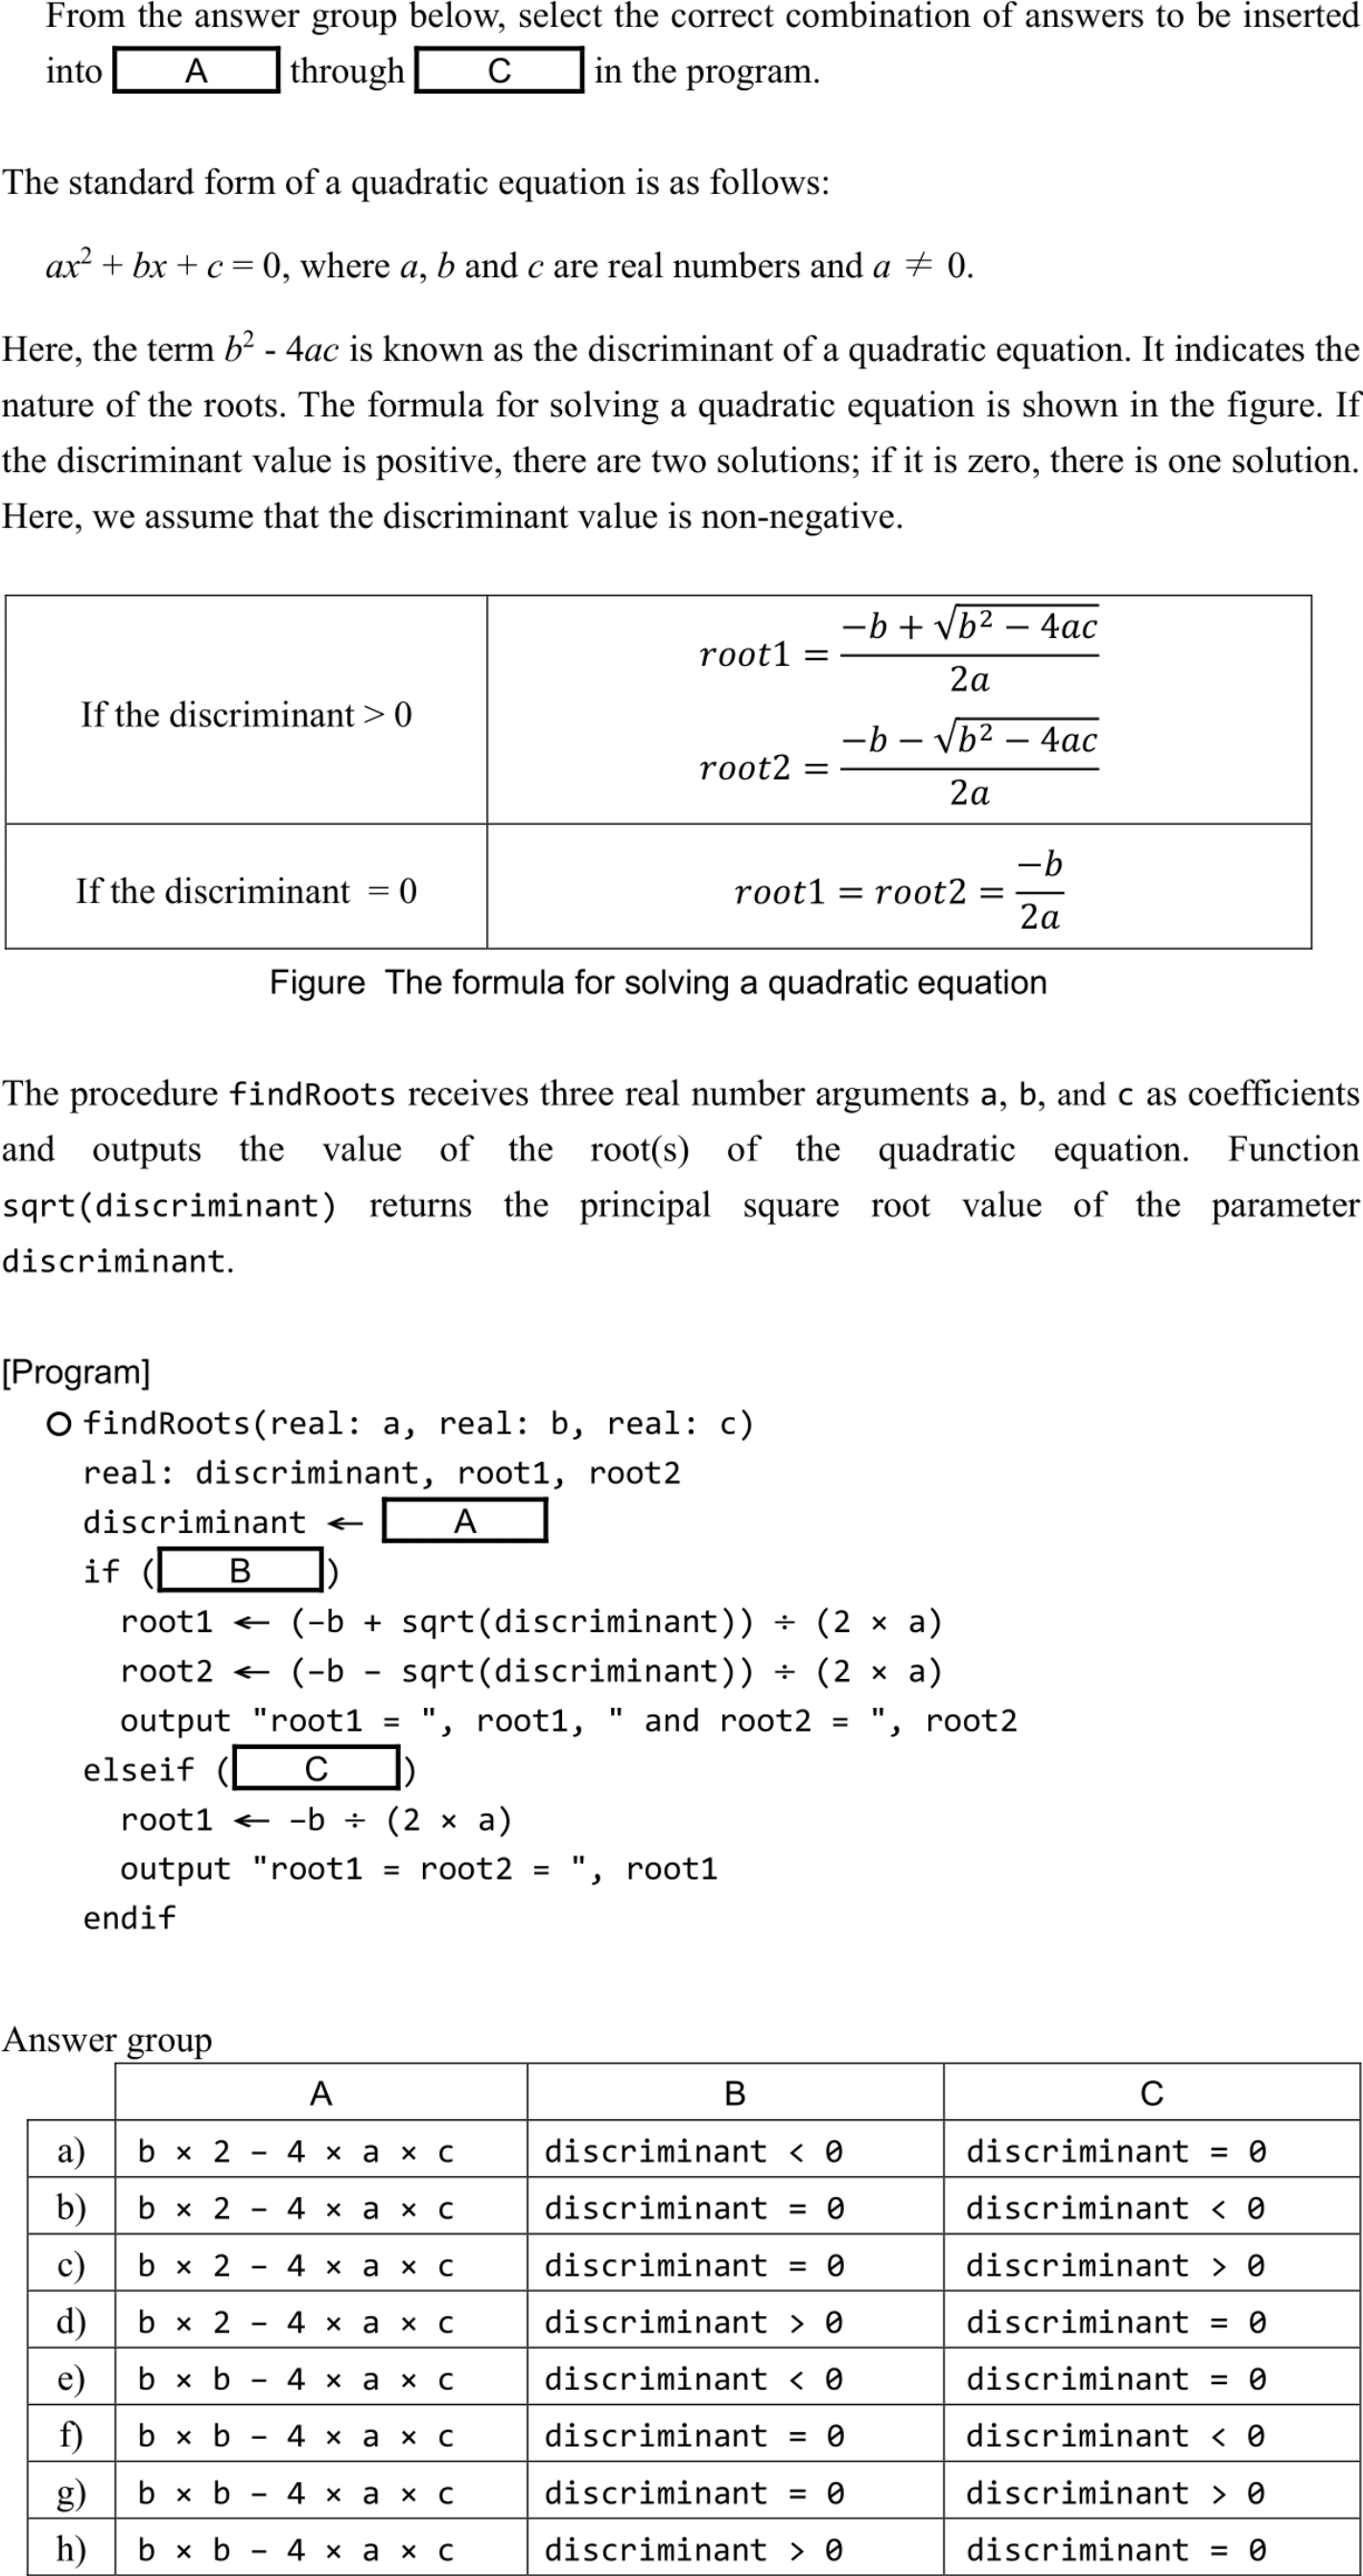 From the answer group below, select the correct combination of answers to be inserted
into A through C in the program.
The standard form of a quadratic equation is as follows:
ax² + bx + c = 0, where a, b and c are real numbers and a ≠ 0.
Here, the term b² - 4ac is known as the discriminant of a quadratic equation. It indicates the
nature of the roots. The formula for solving a quadratic equation is shown in the figure. If
the discriminant value is positive, there are two solutions; if it is zero, there is one solution.
Here, we assume that the discriminant value is non-negative.
If the discriminant > 0
root1 = (−b + √(b² − 4ac)) / 2a
root2 = (−b − √(b² − 4ac)) / 2a
If the discriminant = 0
root1 = root2 = −b / 2a
Figure The formula for solving a quadratic equation
The procedure findRoots receives three real number arguments a, b, and c as coefficients
and outputs the value of the root(s) of the quadratic equation. Function
sqrt(discriminant) returns the principal square root value of the parameter
discriminant.
[Program]
○ findRoots(real: a, real: b, real: c)
real: discriminant, root1, root2
discriminant ← A
if ( B )
root1 ← (−b + sqrt(discriminant)) ÷ (2 × a)
root2 ← (−b − sqrt(discriminant)) ÷ (2 × a)
output "root1 = ", root1, " and root2 = ", root2
elseif ( C )
root1 ← −b ÷ (2 × a)
output "root1 = root2 = ", root1
endif
Answer group
A B C
a) b × 2 − 4 × a × c discriminant < 0 discriminant = 0
b) b × 2 − 4 × a × c discriminant = 0 discriminant < 0
c) b × 2 − 4 × a × c discriminant = 0 discriminant > 0
d) b × 2 − 4 × a × c discriminant > 0 discriminant = 0
e) b × b − 4 × a × c discriminant < 0 discriminant = 0
f) b × b − 4 × a × c discriminant = 0 discriminant < 0
g) b × b − 4 × a × c discriminant = 0 discriminant > 0
h) b × b − 4 × a × c discriminant > 0 discriminant = 0